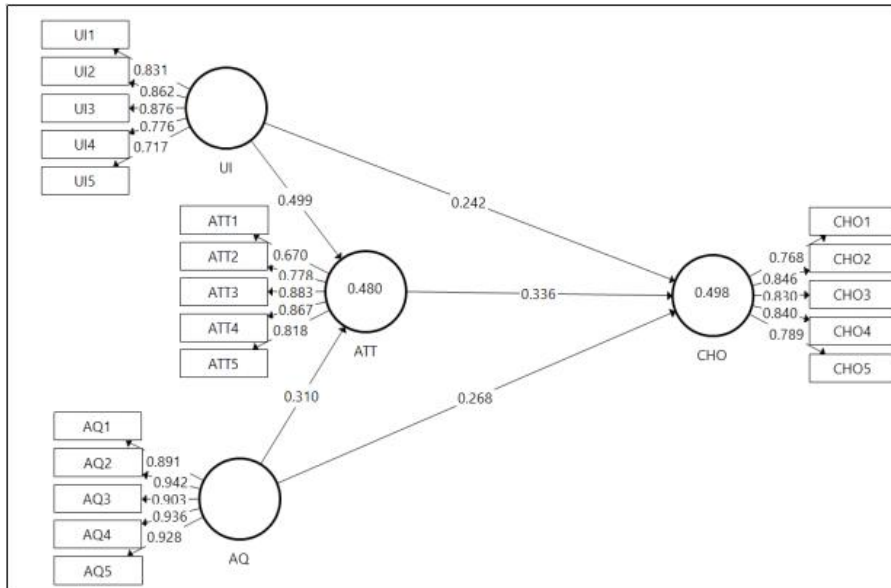 UI1
UI2
UI3
UI4
UI5
0.831
0.862
0.876
0.776
0.717
UI
0.499
0.242
ATT1
ATT2
ATT3
ATT4
ATT5
0.670
0.778
0.883
0.867
0.818
0.480
ATT
0.336
0.498
CHO
0.768
0.846
0.830
0.840
0.789
CHO1
CHO2
CHO3
CHO4
CHO5
0.310
0.268
AQ1
AQ2
AQ3
AQ4
AQ5
0.891
0.942
0.903
0.936
0.928
AQ